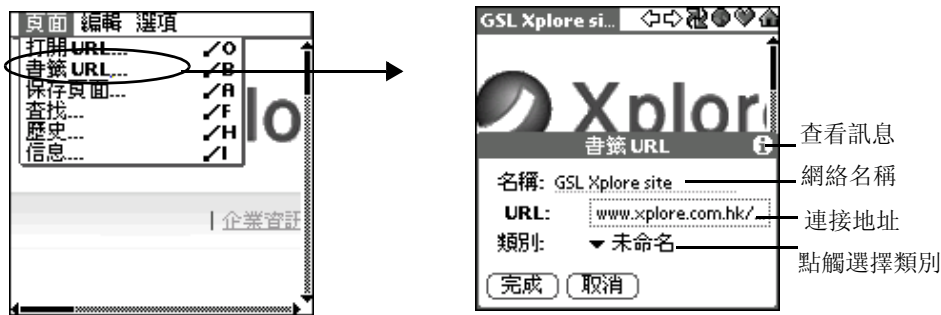 頁面 編輯 選項
打開 URL... ⁄O
書籤 URL... ⁄B
保存頁面... ⁄A
查找... ⁄F
歷史... ⁄H
信息... ⁄I
lo
企業資訊
GSL Xplore si...
Xplor
書籤 URL
名稱: GSL Xplore site
URL: www.xplore.com.hk/
類別: 未命名
完成 取消
查看訊息
網絡名稱
連接地址
點觸選擇類別